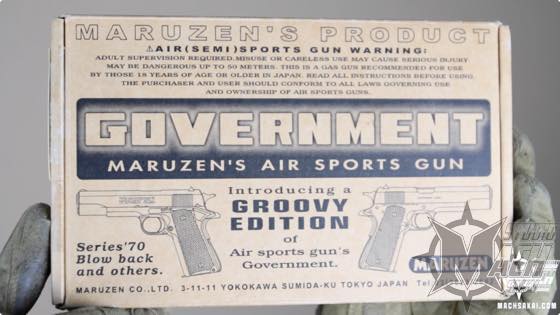 MARUZEN'S PRODUCT
⚠AIR(SEMI)SPORTS GUN WARNING:
ADULT SUPERVISION REQUIRED.MISUSE OR CARELESS USE MAY CAUSE SERIOUS INJURY
MAY BE DANGEROUS UP TO 50 METERS. THIS IS A GAS GUN RECOMMENDED FOR USE
BY THOSE 18 YEARS OF AGE OR OLDER IN JAPAN. READ ALL INSTRUCTIONS BEFORE USING.
THE PURCHASER AND USER SHOULD CONFORM TO ALL LAWS GOVERNING USE
AND OWNERSHIP OF AIR SPORTS GUNS.
GOVERNMENT
MARUZEN'S AIR SPORTS GUN
Introducing a
GROOVY
EDITION
of
Air sports gun's
Government.
Series'70
Blow back
and others.
MARUZEN
MARUZEN CO.LTD. 3-11-11 YOKOKAWA SUMIDA-KU TOKYO JAPAN Tel
STUDIO
MACHSAKAI.COM